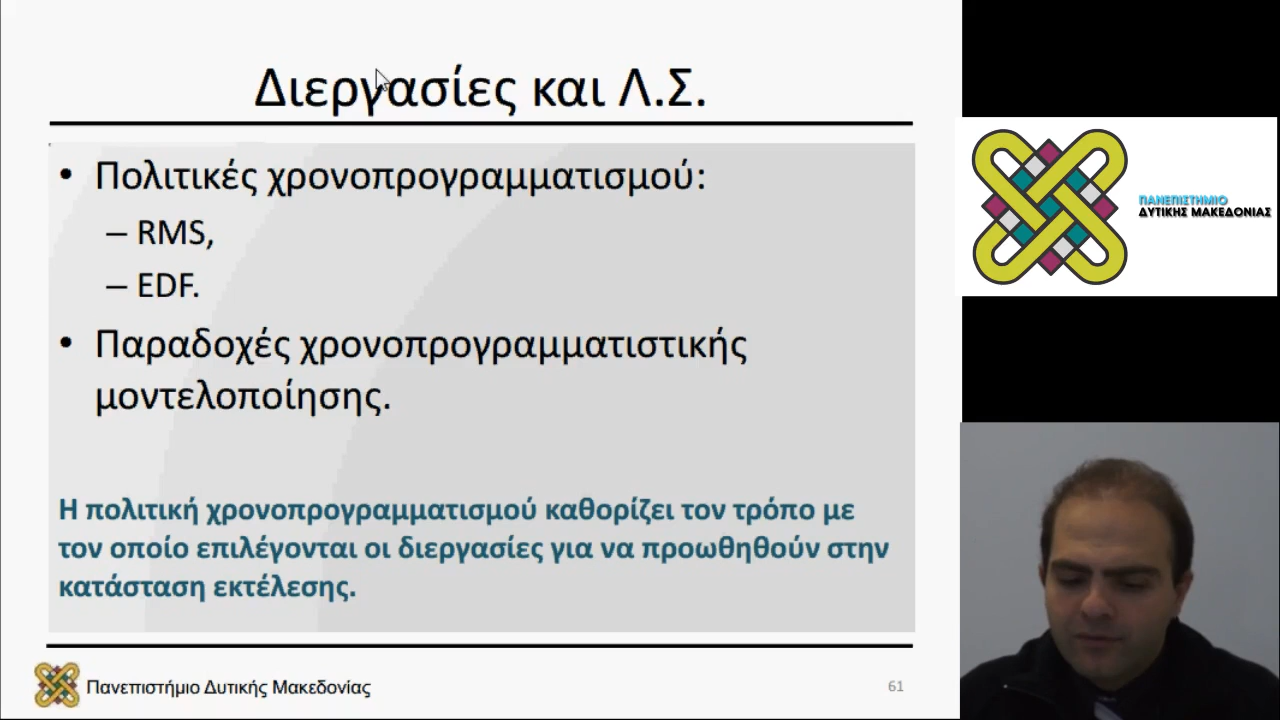 Διεργασίες και Λ.Σ.
• Πολιτικές χρονοπρογραμματισμού:
– RMS,
– EDF.
• Παραδοχές χρονοπρογραμματιστικής
μοντελοποίησης.
Η πολιτική χρονοπρογραμματισμού καθορίζει τον τρόπο με
τον οποίο επιλέγονται οι διεργασίες για να προωθηθούν στην
κατάσταση εκτέλεσης.
Πανεπιστήμιο Δυτικής Μακεδονίας
61
ΠΑΝΕΠΙΣΤΗΜΙΟ
ΔΥΤΙΚΗΣ ΜΑΚΕΔΟΝΙΑΣ